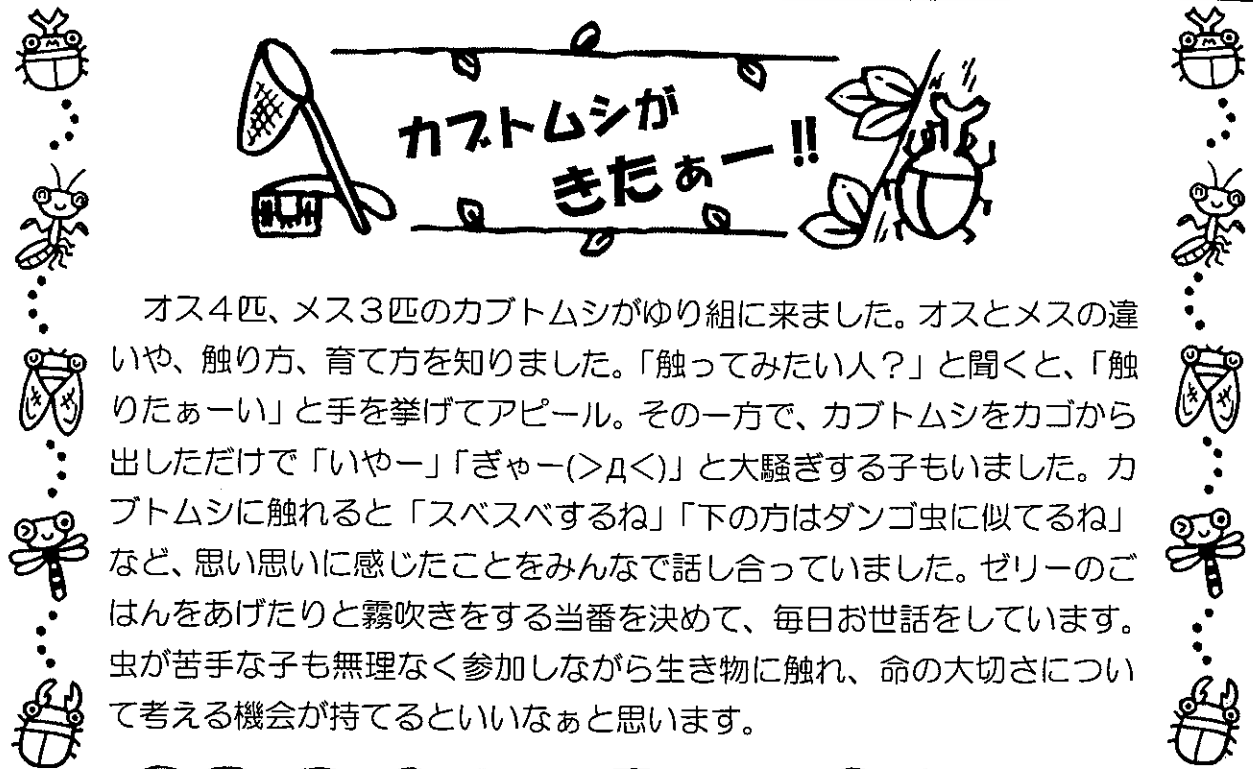 カブトムシが
きたぁー!!
オス4匹、メス3匹のカブトムシがゆり組に来ました。オスとメスの違
いや、触り方、育て方を知りました。「触ってみたい人?」と聞くと、「触
りたぁーい」と手を挙げてアピール。その一方で、カブトムシをカゴから
出しただけで「いやー」「ぎゃー(>д<)」と大騒ぎする子もいました。カ
ブトムシに触れると「スベスベするね」「下の方はダンゴ虫に似てるね」
など、思い思いに感じたことをみんなで話し合っていました。ゼリーのご
はんをあげたりと霧吹きをする当番を決めて、毎日お世話をしています。
虫が苦手な子も無理なく参加しながら生き物に触れ、命の大切さについ
て考える機会が持てるといいなぁと思います。